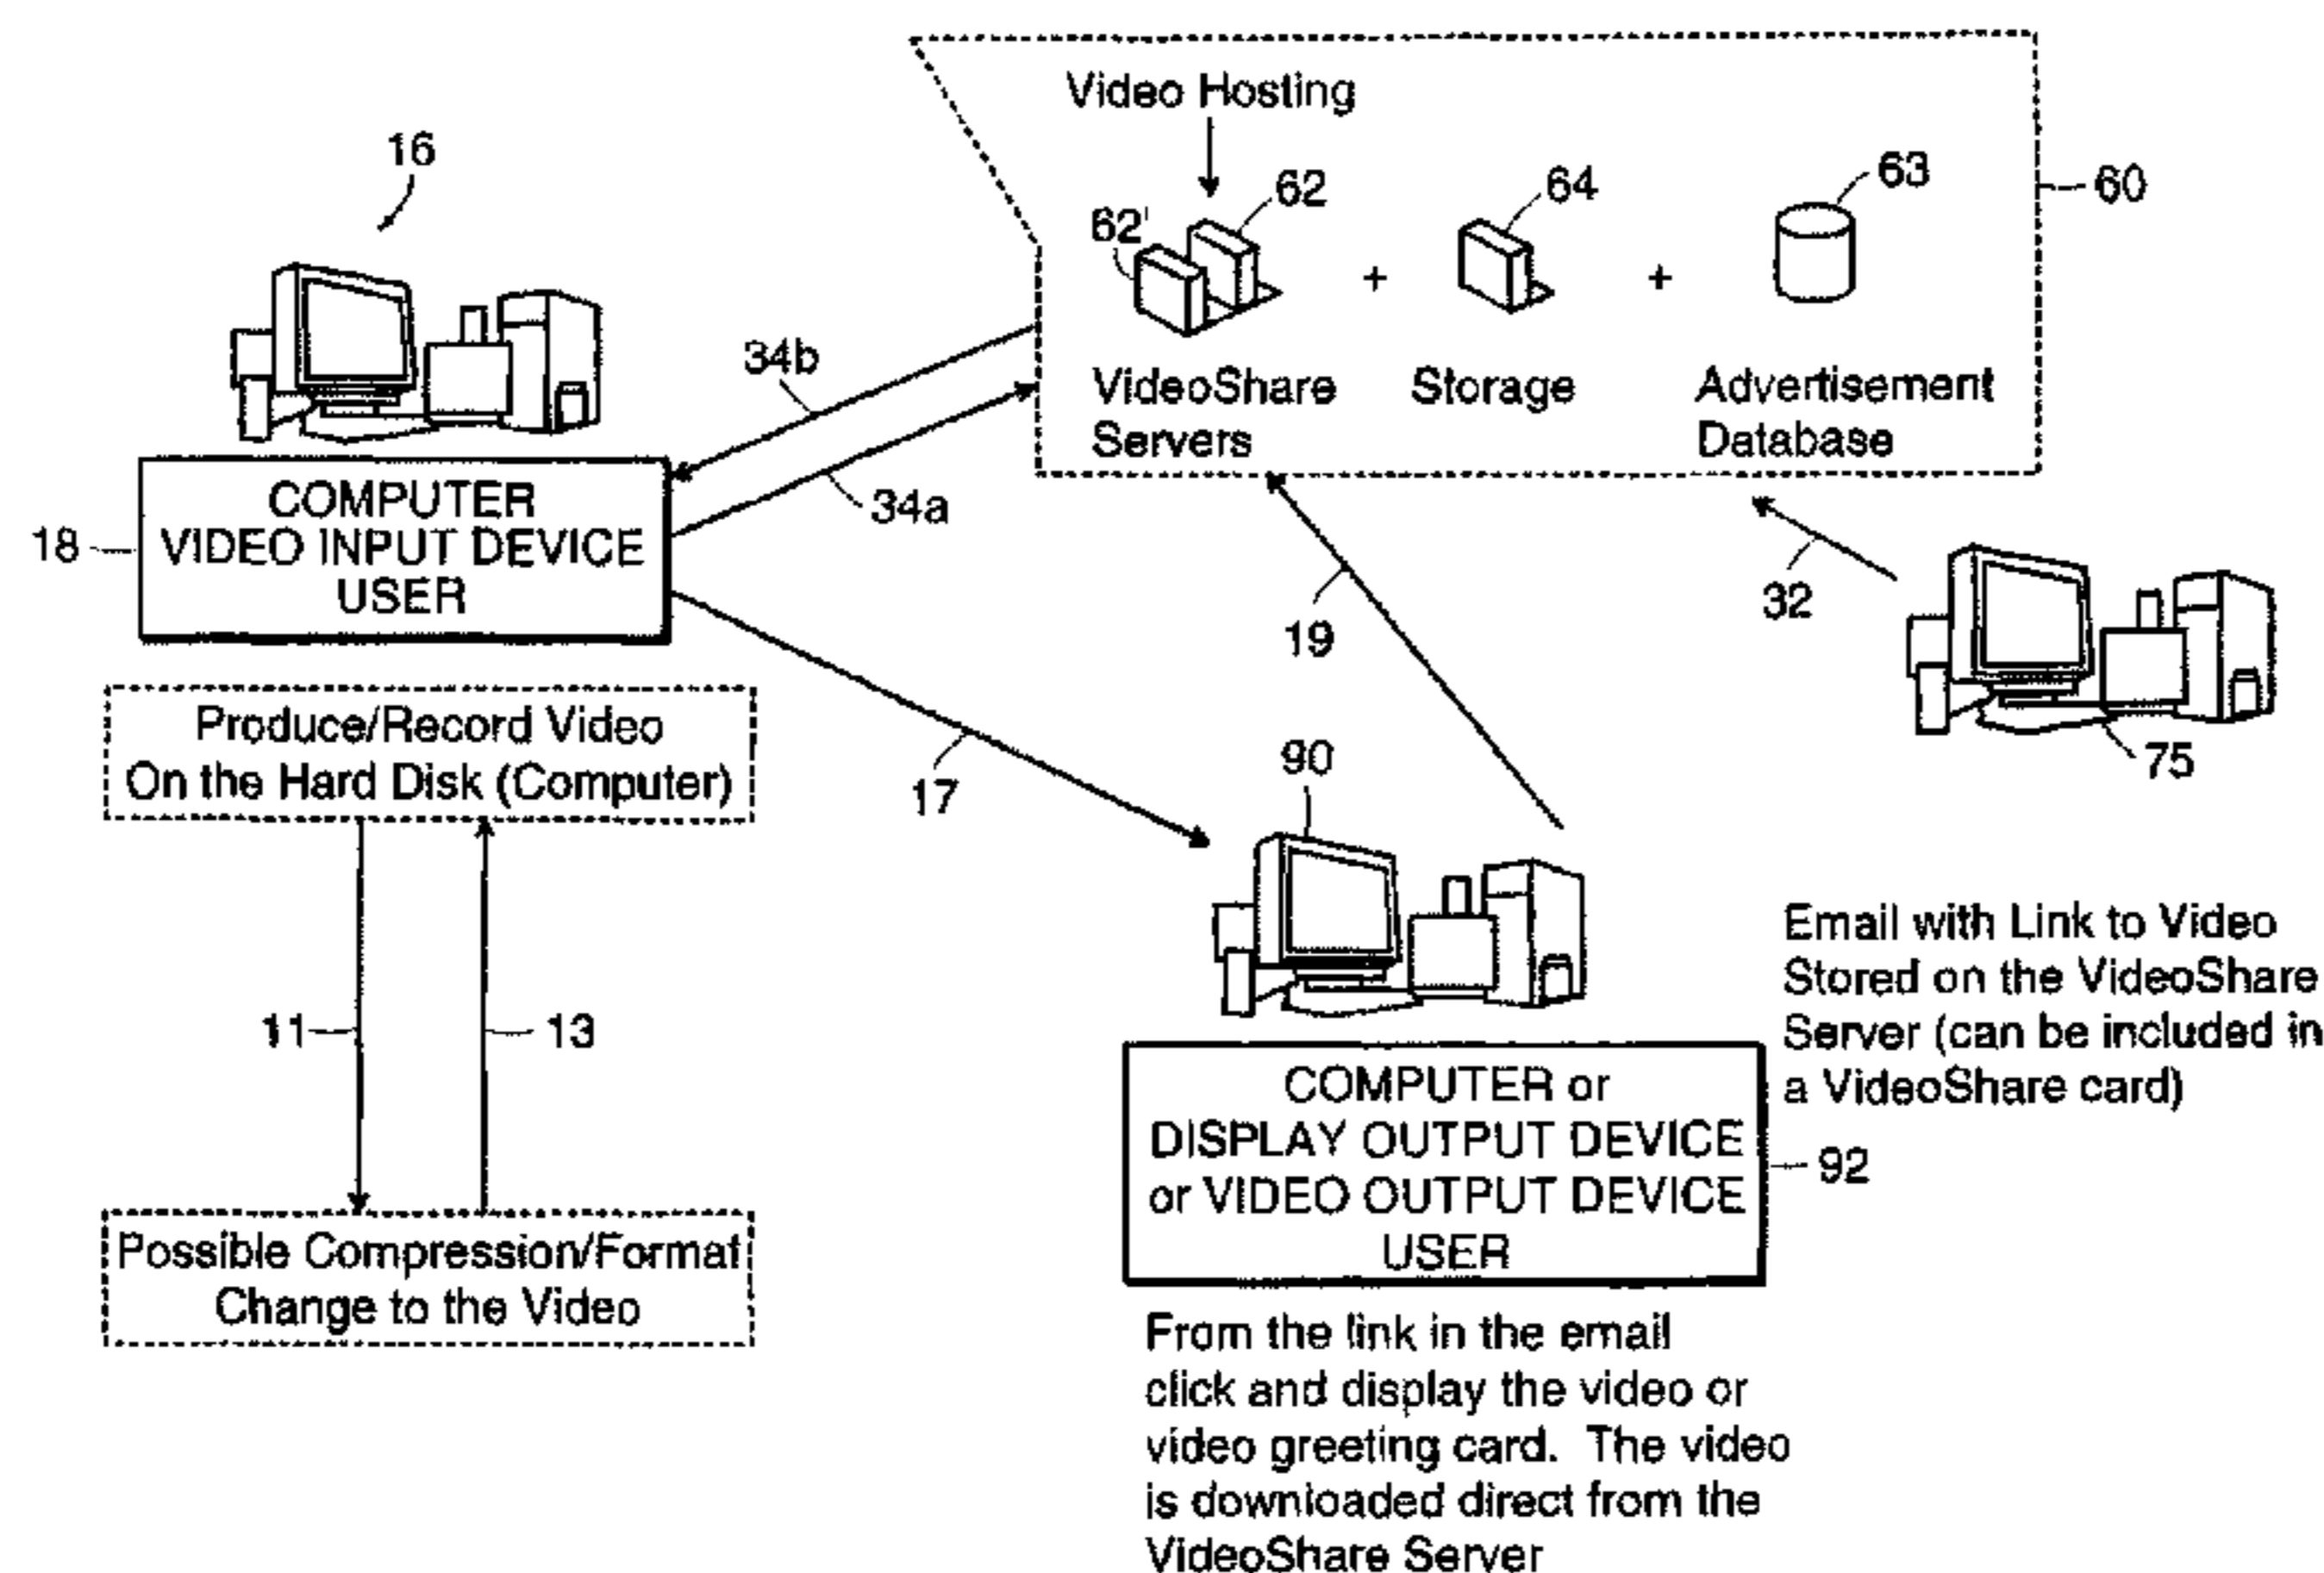 Video Hosting
16
62'
62
64
63
60
+
+
VideoShare
Servers
Storage
Advertisement
Database
34b
34a
18
COMPUTER
VIDEO INPUT DEVICE
USER
19
32
75
Produce/Record Video
On the Hard Disk (Computer)
17
90
11
13
Email with Link to Video
Stored on the VideoShare
Server (can be included in
a VideoShare card)
COMPUTER or
DISPLAY OUTPUT DEVICE
or VIDEO OUTPUT DEVICE
USER
92
Possible Compression/Format
Change to the Video
From the link in the email
click and display the video or
video greeting card. The video
is downloaded direct from the
VideoShare Server